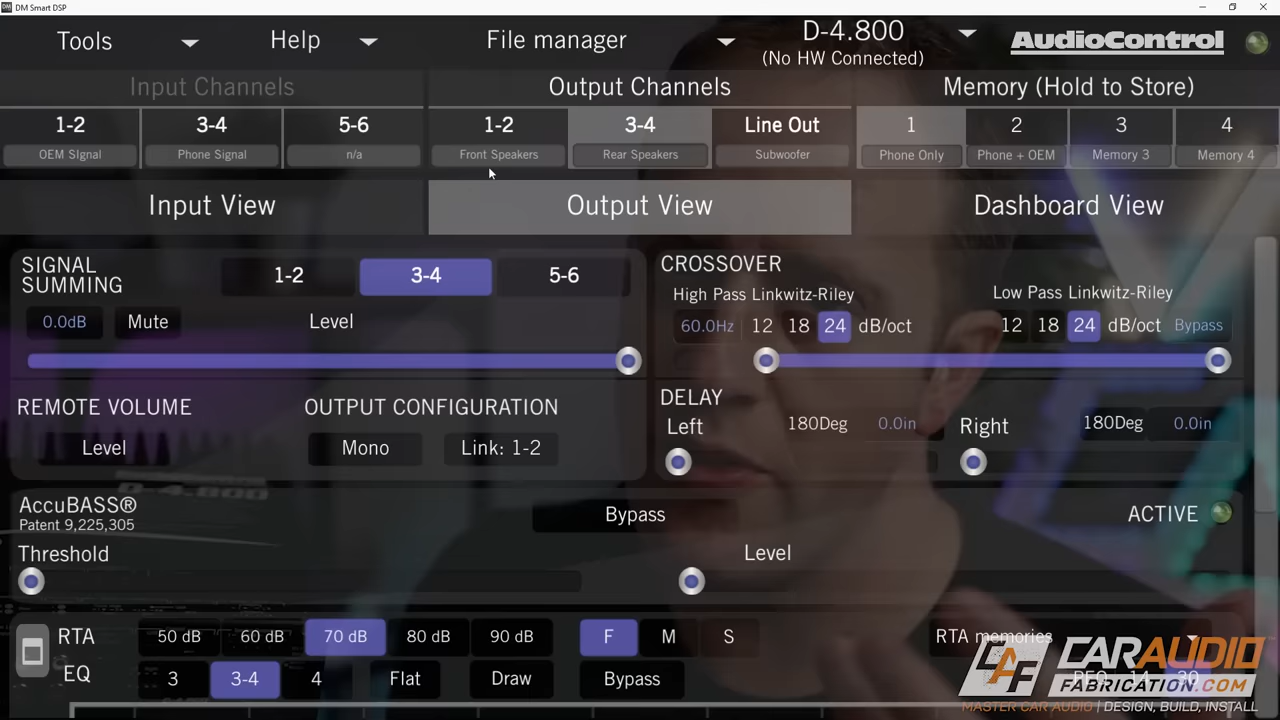 DM Smart DSP
Tools
Help
File manager
D-4.800
(No HW Connected)
AudioControl
Input Channels
Output Channels
Memory (Hold to Store)
1-2
3-4
5-6
1-2
3-4
Line Out
1
2
3
4
OEM SIgnal
Phone Signal
n/a
Front Speakers
Rear Speakers
Subwoofer
Phone Only
Phone + OEM
Memory 3
Memory 4
Input View
Output View
Dashboard View
SIGNAL
SUMMING
1-2
3-4
5-6
0.0dB
Mute
Level
CROSSOVER
High Pass Linkwitz-Riley
Low Pass Linkwitz-Riley
60.0Hz
12
18
24
dB/oct
12
18
24
dB/oct
Bypass
REMOTE VOLUME
OUTPUT CONFIGURATION
Level
Mono
Link: 1-2
DELAY
Left
180Deg
0.0in
Right
180Deg
0.0in
D-4.800
AccuBASS®
Patent 9,225,305
Bypass
ACTIVE
Threshold
Level
RTA
50 dB
60 dB
70 dB
80 dB
90 dB
F
M
S
RTA memories
EQ
3
3-4
4
Flat
Draw
Bypass
PEQ
14
30
CAF
CARAUDIO
FABRICATION.COM
MASTER CAR AUDIO | DESIGN, BUILD, INSTALL